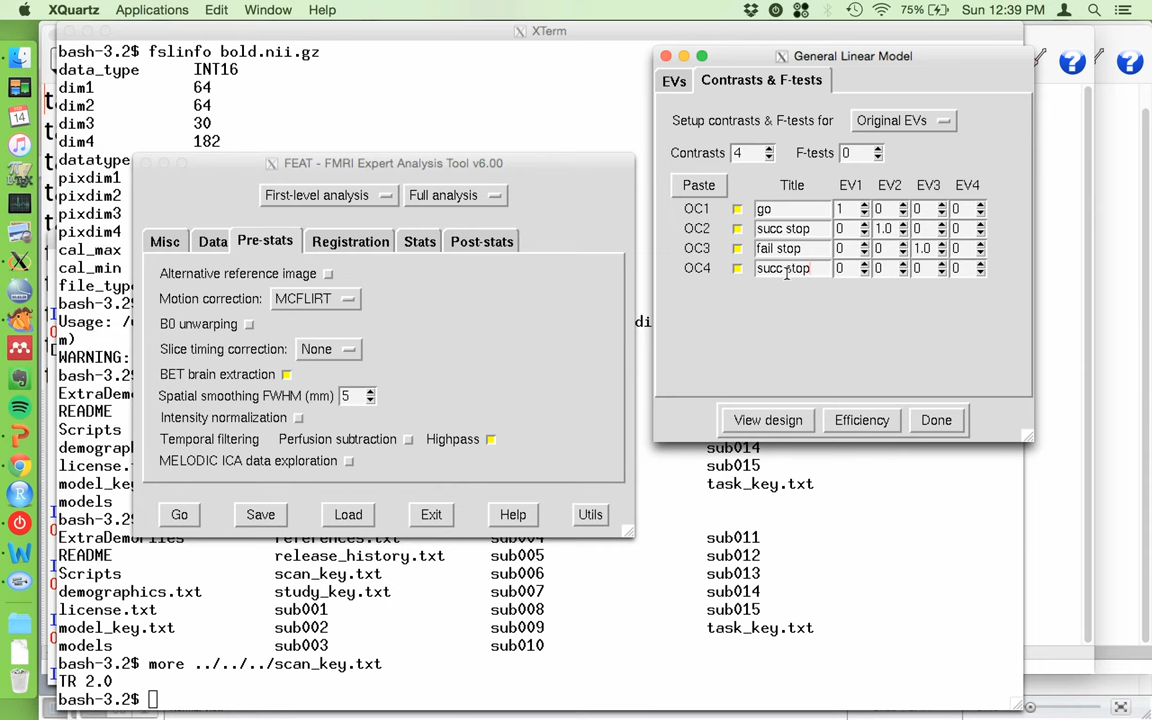 XQuartz Applications Edit Window Help 75% Sun 12:39 PM
XTerm
bash-3.2$ fslinfo bold.nii.gz
data_type INT16
dim1 64
dim2 64
dim3 30
dim4 182
datatype
pixdim1
pixdim2
pixdim3
pixdim4
cal_max
cal_min
file_type
bash-3.2$
Usage: /u
m)
WARNING:
bash-3.2$
ExtraDemo
README
Scripts
demograph
license.t
model_key
models
bash-3.2$
ExtraDemoFiles references.txt sub004 sub011
README release_history.txt sub005 sub012
Scripts scan_key.txt sub006 sub013
demographics.txt study_key.txt sub007 sub014
license.txt sub001 sub008 sub015
model_key.txt sub002 sub009 task_key.txt
models sub003 sub010
bash-3.2$ more ../../../scan_key.txt
TR 2.0
bash-3.2$
sub014
sub015
task_key.txt
FEAT - FMRI Expert Analysis Tool v6.00
First-level analysis Full analysis
Misc Data Pre-stats Registration Stats Post-stats
Alternative reference image
Motion correction: MCFLIRT
B0 unwarping
Slice timing correction: None
BET brain extraction
Spatial smoothing FWHM (mm) 5
Intensity normalization
Temporal filtering Perfusion subtraction Highpass
MELODIC ICA data exploration
Go Save Load Exit Help Utils
General Linear Model
EVs Contrasts & F-tests
Setup contrasts & F-tests for Original EVs
Contrasts 4 F-tests 0
Paste Title EV1 EV2 EV3 EV4
OC1 go 1 0 0 0
OC2 succ stop 0 1.0 0 0
OC3 fail stop 0 0 1.0 0
OC4 succ stop 0 0 0 0
View design Efficiency Done